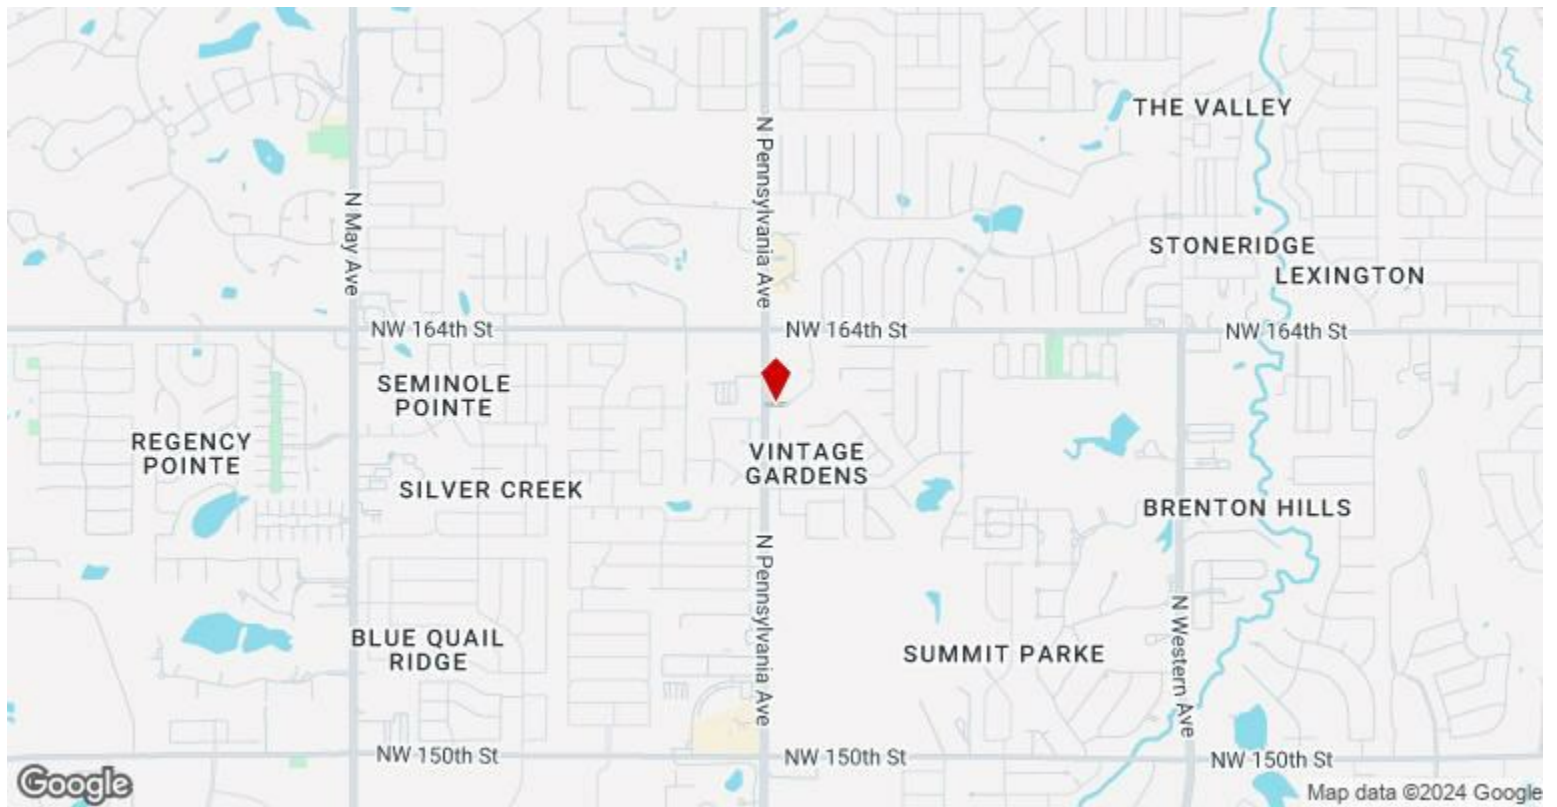 THE VALLEY
N Pennsylvania Ave
N May Ave
STONERIDGE
LEXINGTON
NW 164th St
NW 164th St
NW 164th St
SEMINOLE
POINTE
REGENCY
POINTE
VINTAGE
GARDENS
SILVER CREEK
BRENTON HILLS
N Pennsylvania Ave
N Western Ave
BLUE QUAIL
RIDGE
SUMMIT PARKE
NW 150th St
NW 150th St
NW 150th St
Google
Map data ©2024 Google